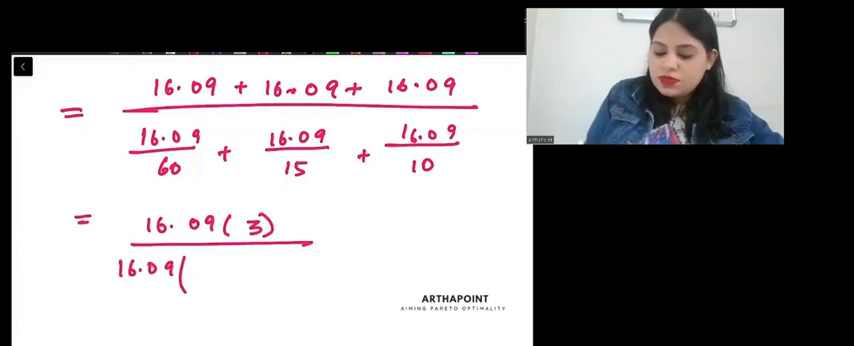 = 16.09 + 16.09 + 16.09
16.09/60 + 16.09/15 + 16.09/10
= 16.09 ( 3 )
16.09 (
ARTHAPOINT
AIMING PARETO OPTIMALITY
Arthapoint